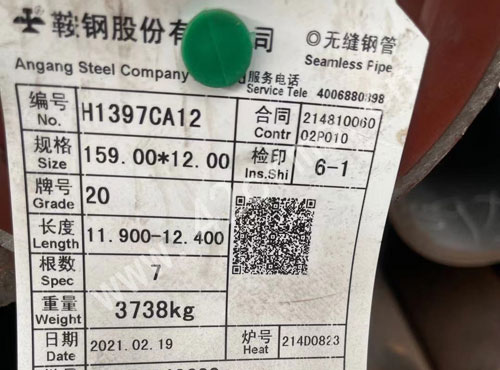 鞍钢股份有 司 ◎无缝钢管
Angang Steel Company Seamless Pipe
服务电话
Service Tele 4006880898
编号 H1397CA12 合同 214810060
No. Contr 02P010
规格 159.00*12.00 检印 6-1
Size Ins.Shi
牌号 20
Grade
长度 11.900-12.400
Length
根数 7
Spec
重量 3738kg
Weight
日期 2021.02.19 炉号 214D0823
Date Heat